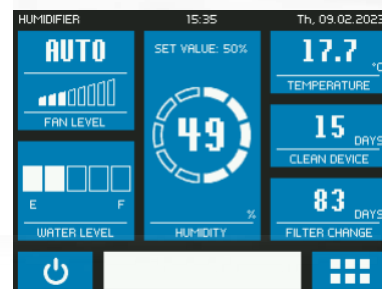 HUMIDIFIER
15:35
Th, 09.02.2023
AUTO
FAN LEVEL
E F
WATER LEVEL
SET VALUE: 50%
49
%
HUMIDITY
17.7 °C
TEMPERATURE
15 DAYS
CLEAN DEVICE
83 DAYS
FILTER CHANGE